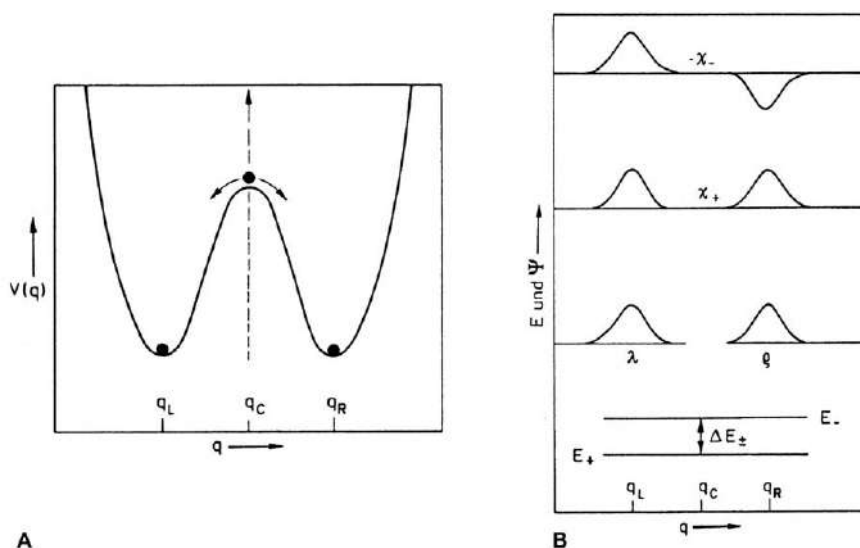 V(q)
q_L q_C q_R
q
A
-χ_-
χ_+
E und Ψ
λ ϱ
E_-
ΔE_±
E_+
q_L q_C q_R
q
B